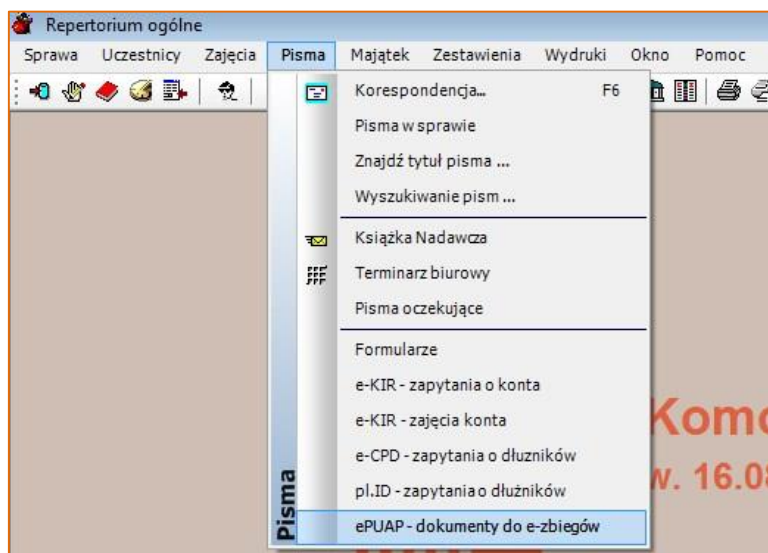 Repertorium ogólne
Sprawa Uczestnicy Zajęcia Pisma Majątek Zestawienia Wydruki Okno Pomoc
Korespondencja... F6
Pisma w sprawie
Znajdź tytuł pisma ...
Wyszukiwanie pism ...
Książka Nadawcza
Terminarz biurowy
Pisma oczekujące
Formularze
e-KIR - zapytania o konta
e-KIR - zajęcia konta
e-CPD - zapytania o dłuzników
pl.ID - zapytania o dłużników
ePUAP - dokumenty do e-zbiegów
Pisma